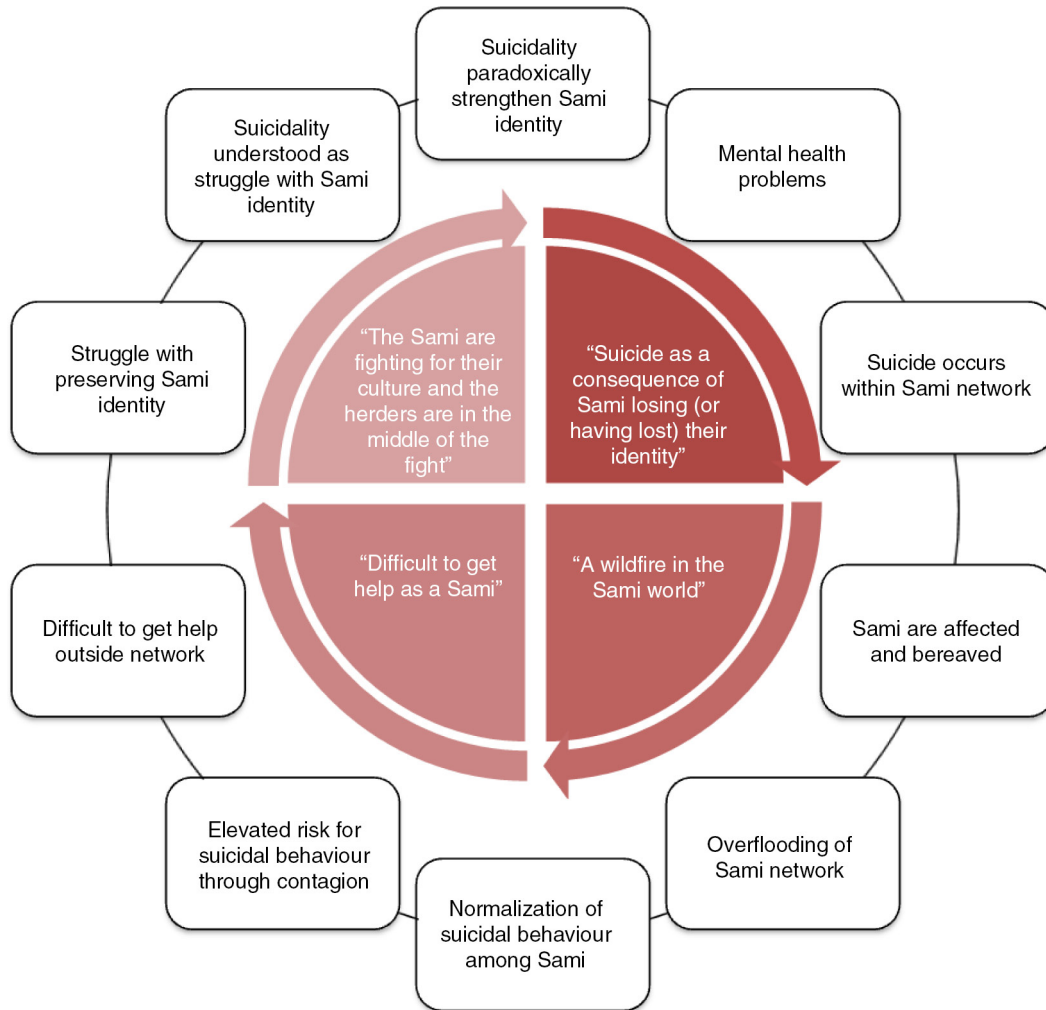 Suicidality
paradoxically
strengthen Sami
identity
Mental health
problems
Suicide occurs
within Sami network
Sami are affected
and bereaved
Overflooding of
Sami network
Normalization of
suicidal behaviour
among Sami
Elevated risk for
suicidal behaviour
through contagion
Difficult to get help
outside network
Struggle with
preserving Sami
identity
Suicidality
understood as
struggle with Sami
identity
“The Sami are
fighting for their
culture and the
herders are in the
middle of the
fight”
“Suicide as a
consequence of
Sami losing (or
having lost) their
identity”
“A wildfire in the
Sami world”
“Difficult to get
help as a Sami”